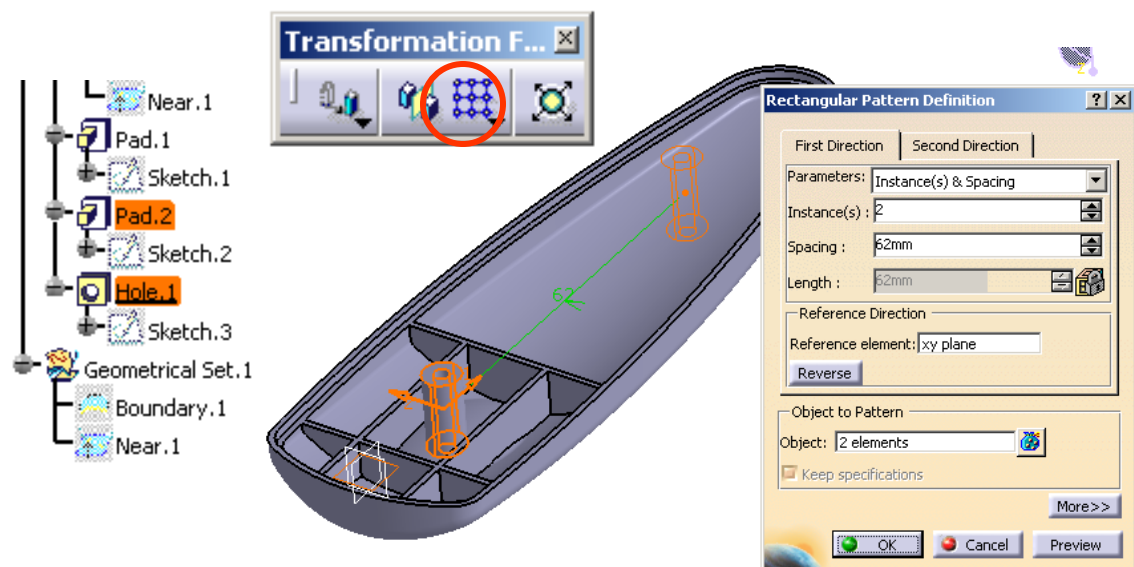 Near.1
Pad.1
Sketch.1
Pad.2
Sketch.2
Hole.1
Sketch.3
Geometrical Set.1
Boundary.1
Near.1
Transformation F...
62
z
Rectangular Pattern Definition
First Direction
Second Direction
Parameters: Instance(s) & Spacing
Instance(s) : 2
Spacing : 62mm
Length : 62mm
Reference Direction
Reference element: xy plane
Reverse
Object to Pattern
Object: 2 elements
Keep specifications
More>>
OK
Cancel
Preview